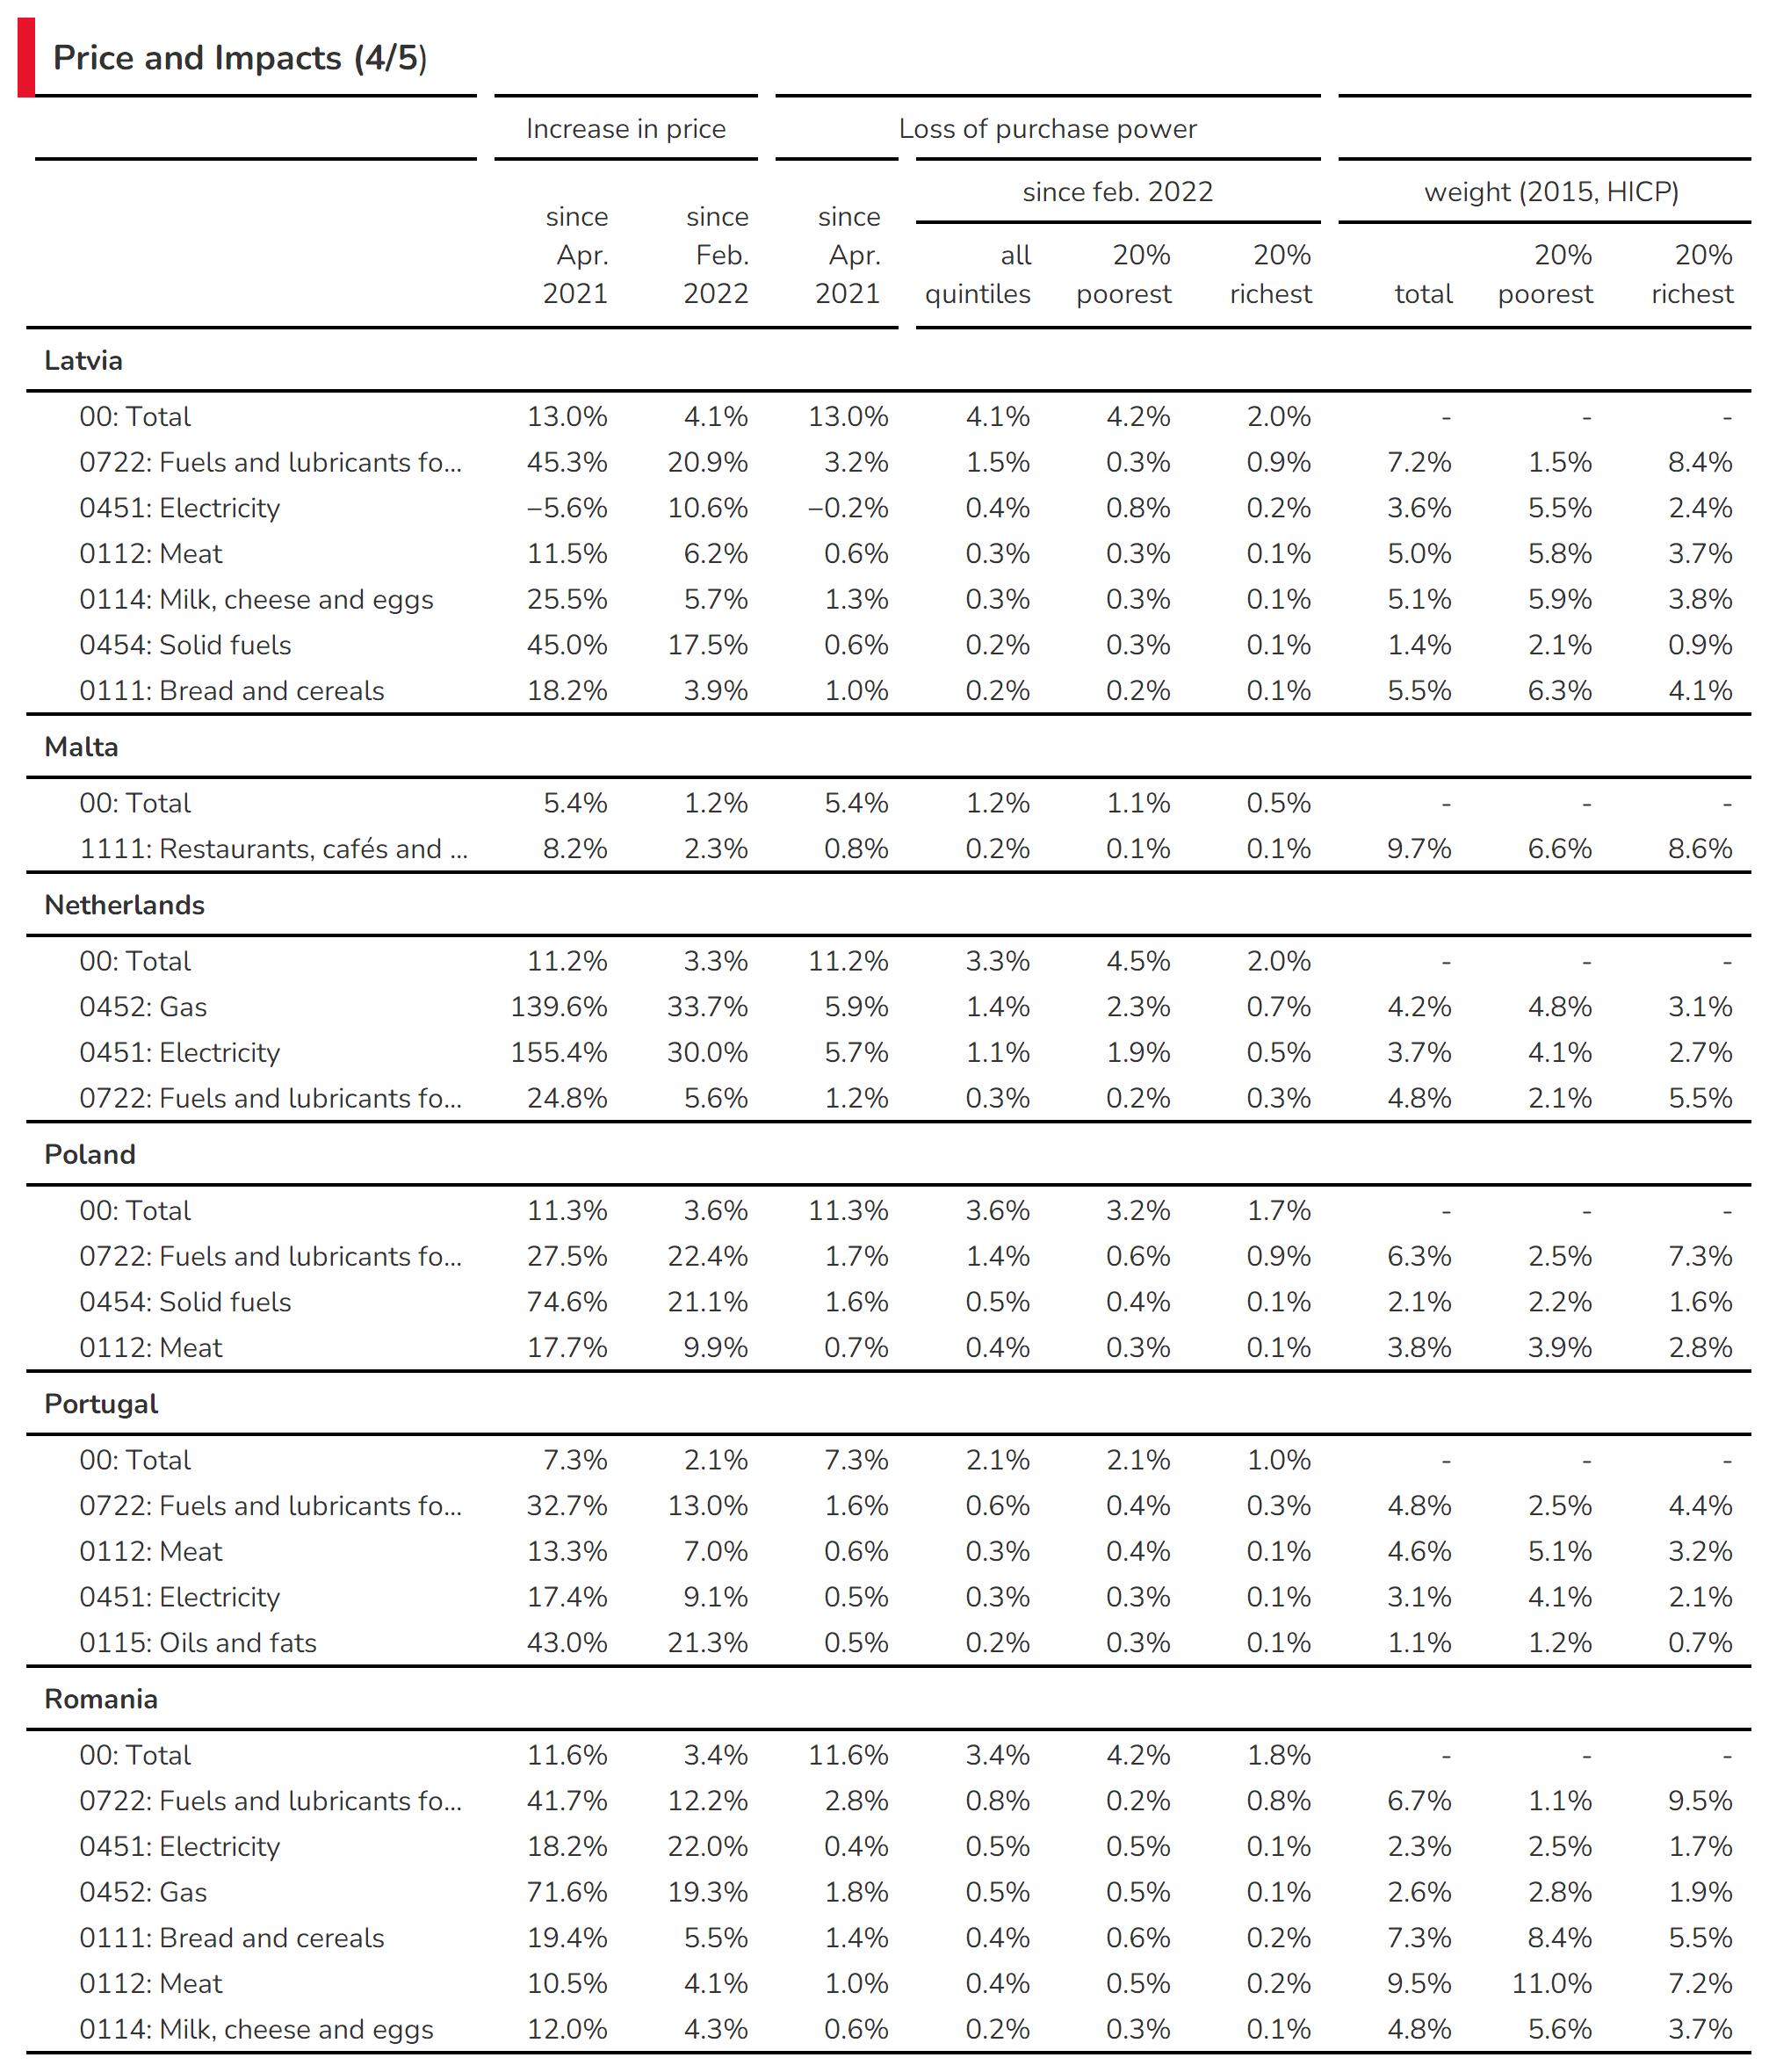 Price and Impacts (4/5)
Increase in price Loss of purchase power
since feb. 2022 weight (2015, HICP)
since since since
Apr. Feb. Apr. all 20% 20% 20% 20%
2021 2022 2021 quintiles poorest richest total poorest richest
Latvia
00: Total 13.0% 4.1% 13.0% 4.1% 4.2% 2.0% - - -
0722: Fuels and lubricants fo... 45.3% 20.9% 3.2% 1.5% 0.3% 0.9% 7.2% 1.5% 8.4%
0451: Electricity −5.6% 10.6% −0.2% 0.4% 0.8% 0.2% 3.6% 5.5% 2.4%
0112: Meat 11.5% 6.2% 0.6% 0.3% 0.3% 0.1% 5.0% 5.8% 3.7%
0114: Milk, cheese and eggs 25.5% 5.7% 1.3% 0.3% 0.3% 0.1% 5.1% 5.9% 3.8%
0454: Solid fuels 45.0% 17.5% 0.6% 0.2% 0.3% 0.1% 1.4% 2.1% 0.9%
0111: Bread and cereals 18.2% 3.9% 1.0% 0.2% 0.2% 0.1% 5.5% 6.3% 4.1%
Malta
00: Total 5.4% 1.2% 5.4% 1.2% 1.1% 0.5% - - -
1111: Restaurants, cafés and ... 8.2% 2.3% 0.8% 0.2% 0.1% 0.1% 9.7% 6.6% 8.6%
Netherlands
00: Total 11.2% 3.3% 11.2% 3.3% 4.5% 2.0% - - -
0452: Gas 139.6% 33.7% 5.9% 1.4% 2.3% 0.7% 4.2% 4.8% 3.1%
0451: Electricity 155.4% 30.0% 5.7% 1.1% 1.9% 0.5% 3.7% 4.1% 2.7%
0722: Fuels and lubricants fo... 24.8% 5.6% 1.2% 0.3% 0.2% 0.3% 4.8% 2.1% 5.5%
Poland
00: Total 11.3% 3.6% 11.3% 3.6% 3.2% 1.7% - - -
0722: Fuels and lubricants fo... 27.5% 22.4% 1.7% 1.4% 0.6% 0.9% 6.3% 2.5% 7.3%
0454: Solid fuels 74.6% 21.1% 1.6% 0.5% 0.4% 0.1% 2.1% 2.2% 1.6%
0112: Meat 17.7% 9.9% 0.7% 0.4% 0.3% 0.1% 3.8% 3.9% 2.8%
Portugal
00: Total 7.3% 2.1% 7.3% 2.1% 2.1% 1.0% - - -
0722: Fuels and lubricants fo... 32.7% 13.0% 1.6% 0.6% 0.4% 0.3% 4.8% 2.5% 4.4%
0112: Meat 13.3% 7.0% 0.6% 0.3% 0.4% 0.1% 4.6% 5.1% 3.2%
0451: Electricity 17.4% 9.1% 0.5% 0.3% 0.3% 0.1% 3.1% 4.1% 2.1%
0115: Oils and fats 43.0% 21.3% 0.5% 0.2% 0.3% 0.1% 1.1% 1.2% 0.7%
Romania
00: Total 11.6% 3.4% 11.6% 3.4% 4.2% 1.8% - - -
0722: Fuels and lubricants fo... 41.7% 12.2% 2.8% 0.8% 0.2% 0.8% 6.7% 1.1% 9.5%
0451: Electricity 18.2% 22.0% 0.4% 0.5% 0.5% 0.1% 2.3% 2.5% 1.7%
0452: Gas 71.6% 19.3% 1.8% 0.5% 0.5% 0.1% 2.6% 2.8% 1.9%
0111: Bread and cereals 19.4% 5.5% 1.4% 0.4% 0.6% 0.2% 7.3% 8.4% 5.5%
0112: Meat 10.5% 4.1% 1.0% 0.4% 0.5% 0.2% 9.5% 11.0% 7.2%
0114: Milk, cheese and eggs 12.0% 4.3% 0.6% 0.2% 0.3% 0.1% 4.8% 5.6% 3.7%